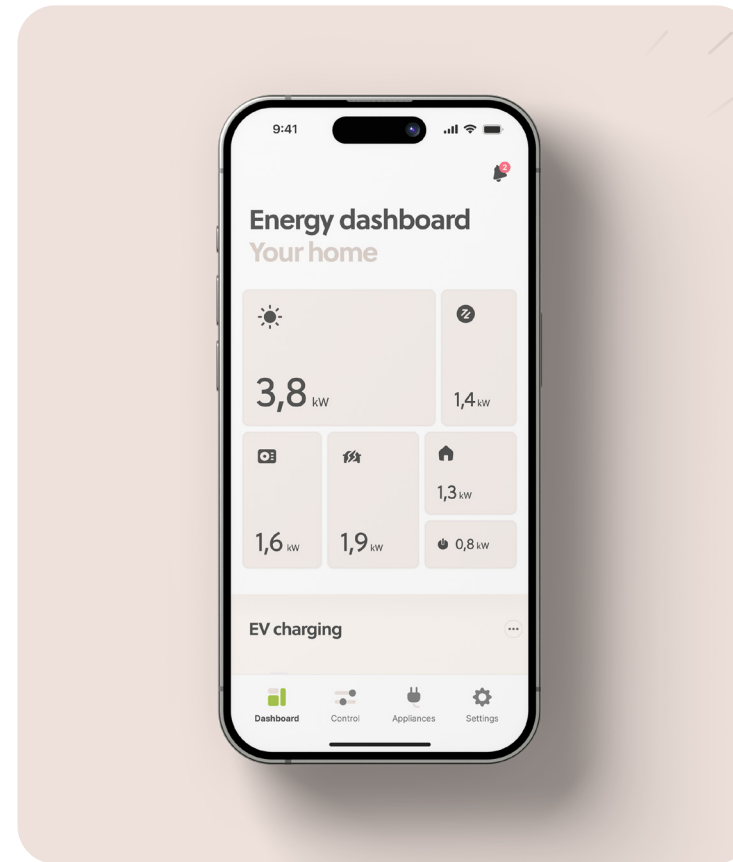 9:41
2
Energy dashboard
Your home
3,8 kW
1,4 kW
1,6 kW
1,9 kW
1,3 kW
0,8 kW
EV charging
Dashboard
Control
Appliances
Settings